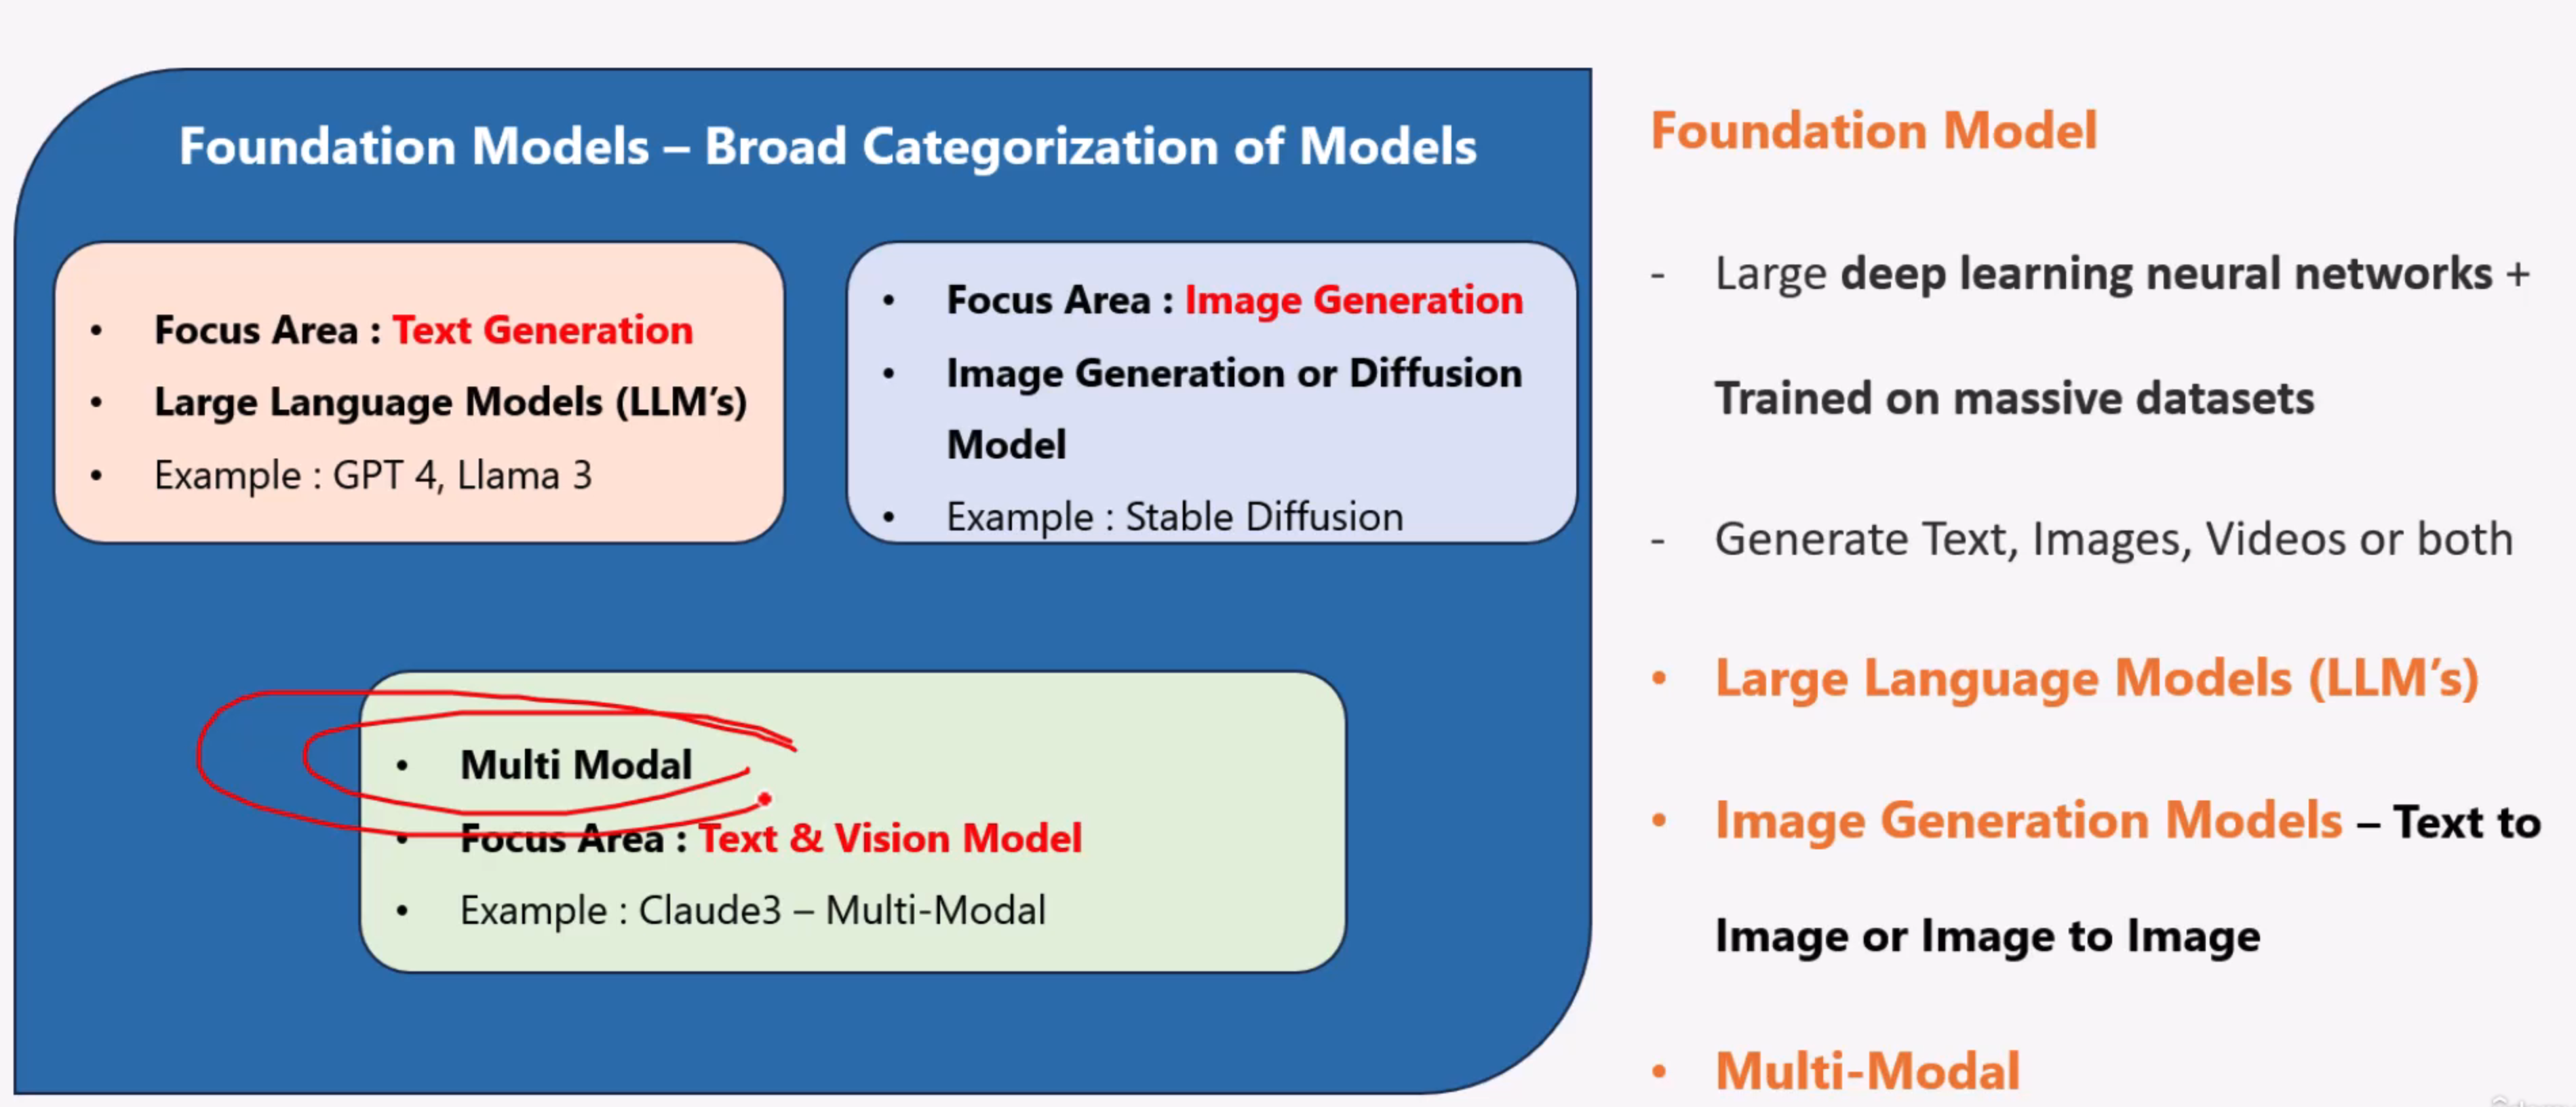 Foundation Models – Broad Categorization of Models
• Focus Area : Text Generation
• Large Language Models (LLM’s)
• Example : GPT 4, Llama 3
• Focus Area : Image Generation
• Image Generation or Diffusion
Model
• Example : Stable Diffusion
• Multi Modal
• Focus Area : Text & Vision Model
• Example : Claude3 – Multi-Modal
Foundation Model
- Large deep learning neural networks +
Trained on massive datasets
- Generate Text, Images, Videos or both
• Large Language Models (LLM’s)
• Image Generation Models – Text to
Image or Image to Image
• Multi-Modal